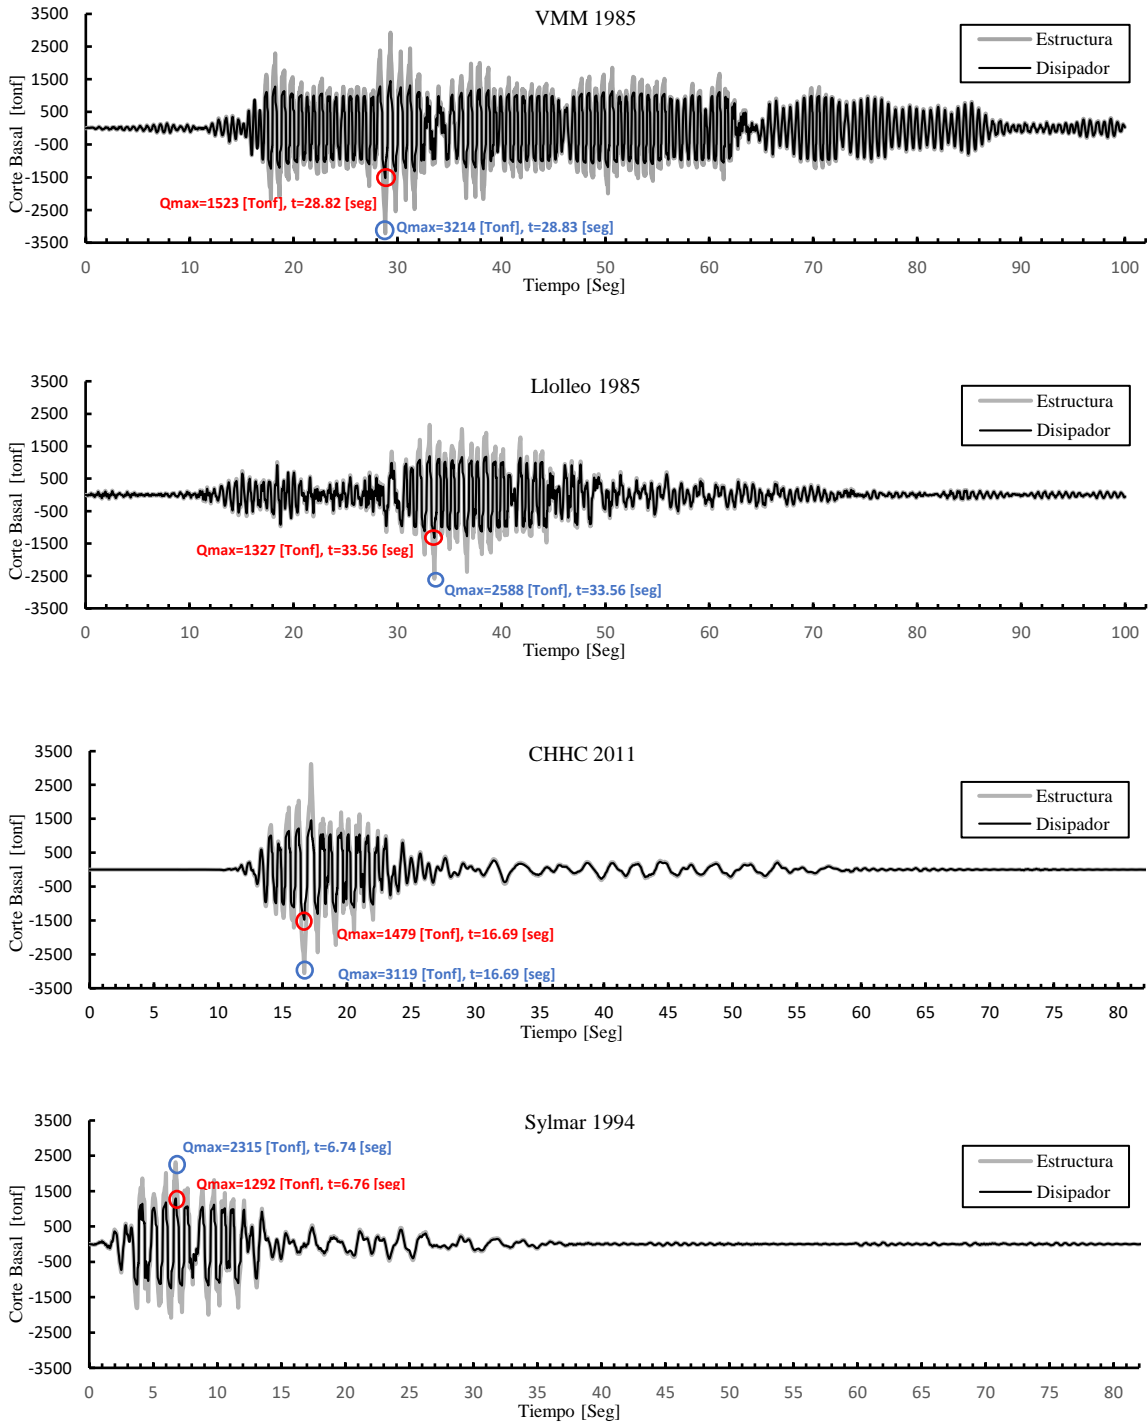 VMM 1985
Corte Basal [tonf]
3500
2500
1500
500
-500
-1500
-2500
-3500
Estructura
Disipador
Qmax=1523 [Tonf], t=28.82 [seg]
Qmax=3214 [Tonf], t=28.83 [seg]
0 10 20 30 40 50 60 70 80 90 100
Tiempo [Seg]
Llolleo 1985
Corte Basal [tonf]
3500
2500
1500
500
-500
-1500
-2500
-3500
Estructura
Disipador
Qmax=1327 [Tonf], t=33.56 [seg]
Qmax=2588 [Tonf], t=33.56 [seg]
0 10 20 30 40 50 60 70 80 90 100
Tiempo [Seg]
CHHC 2011
Corte Basal [tonf]
3500
2500
1500
500
-500
-1500
-2500
-3500
Estructura
Disipador
Qmax=1479 [Tonf], t=16.69 [seg]
Qmax=3119 [Tonf], t=16.69 [seg]
0 5 10 15 20 25 30 35 40 45 50 55 60 65 70 75 80
Tiempo [Seg]
Sylmar 1994
Corte Basal [tonf]
3500
2500
1500
500
-500
-1500
-2500
-3500
Estructura
Disipador
Qmax=2315 [Tonf], t=6.74 [seg]
Qmax=1292 [Tonf], t=6.76 [seg]
0 5 10 15 20 25 30 35 40 45 50 55 60 65 70 75 80
Tiempo [Seg]